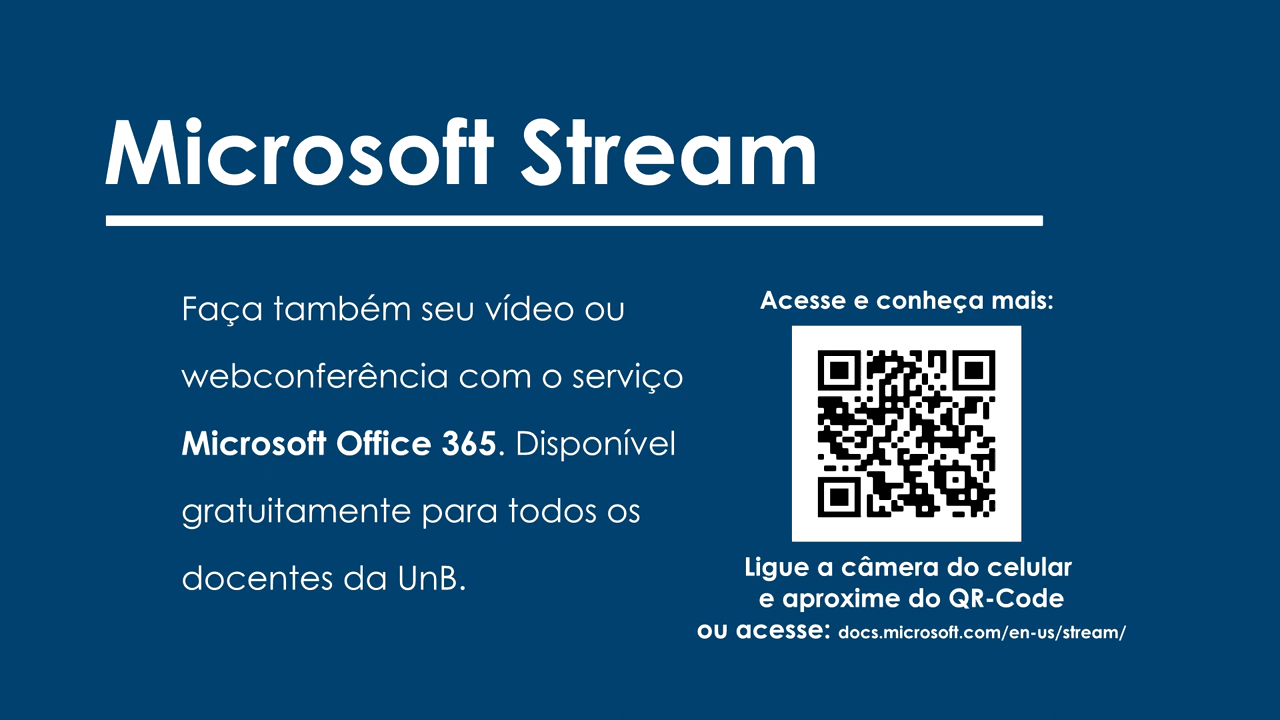 Microsoft Stream
Faça também seu vídeo ou
webconferência com o serviço
Microsoft Office 365. Disponível
gratuitamente para todos os
docentes da UnB.
Acesse e conheça mais:
Ligue a câmera do celular
e aproxime do QR-Code
ou acesse: docs.microsoft.com/en-us/stream/